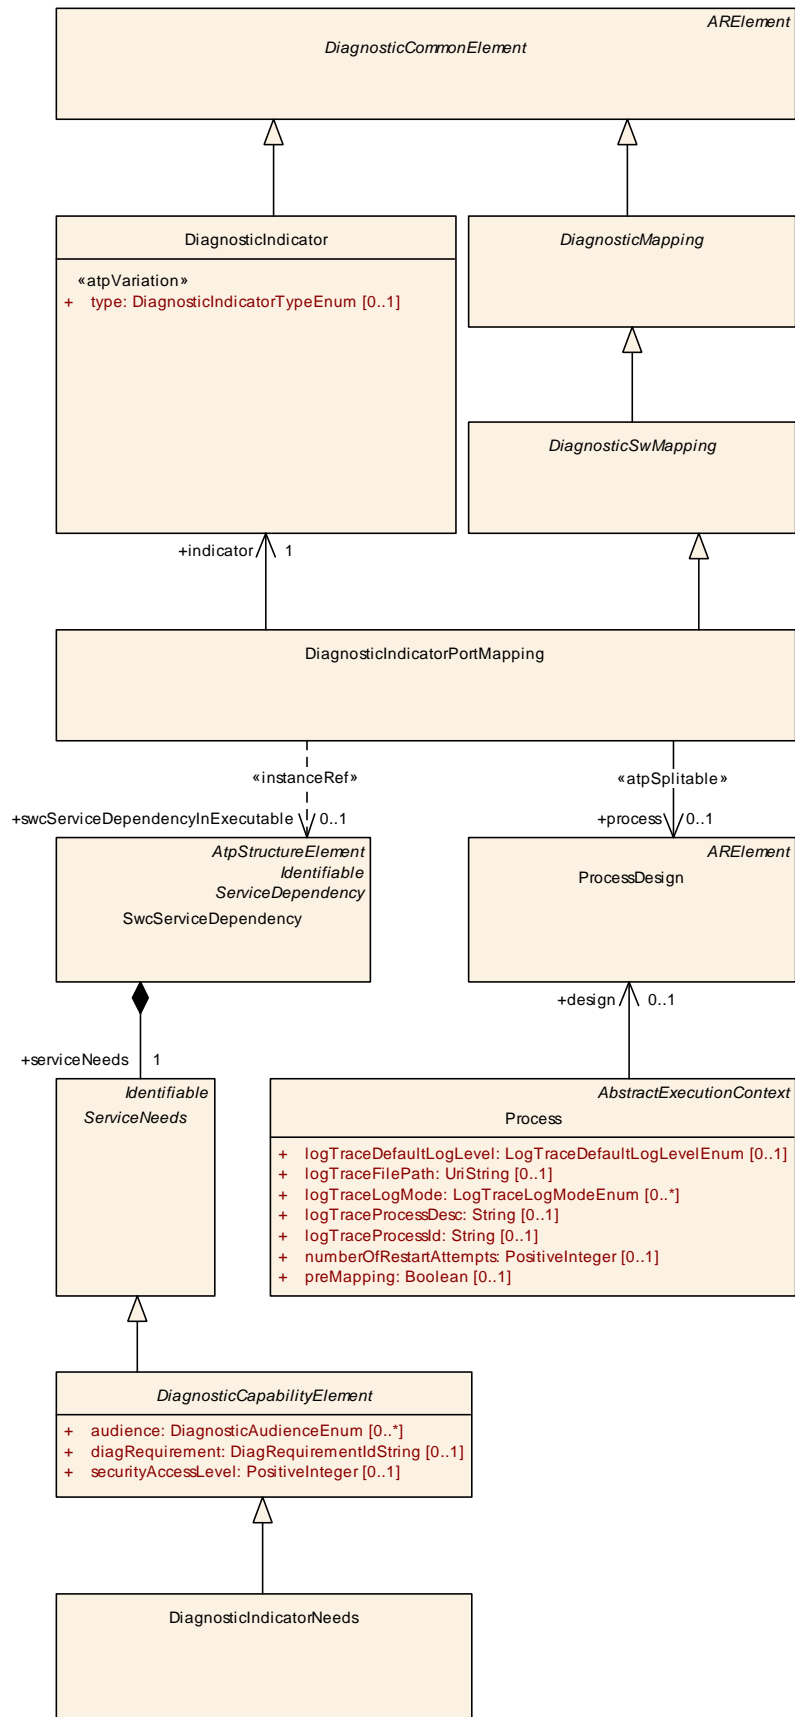 ARElement
DiagnosticCommonElement
DiagnosticIndicator
«atpVariation»
+ type: DiagnosticIndicatorTypeEnum [0..1]
DiagnosticMapping
DiagnosticSwMapping
+indicator 1
DiagnosticIndicatorPortMapping
«instanceRef»
«atpSplitable»
+swcServiceDependencyInExecutable 0..1
+process 0..1
AtpStructureElement
Identifiable
ServiceDependency
SwcServiceDependency
ARElement
ProcessDesign
+design 0..1
+serviceNeeds 1
Identifiable
ServiceNeeds
AbstractExecutionContext
Process
+ logTraceDefaultLogLevel: LogTraceDefaultLogLevelEnum [0..1]
+ logTraceFilePath: UriString [0..1]
+ logTraceLogMode: LogTraceLogModeEnum [0..*]
+ logTraceProcessDesc: String [0..1]
+ logTraceProcessId: String [0..1]
+ numberOfRestartAttempts: PositiveInteger [0..1]
+ preMapping: Boolean [0..1]
DiagnosticCapabilityElement
+ audience: DiagnosticAudienceEnum [0..*]
+ diagRequirement: DiagRequirementIdString [0..1]
+ securityAccessLevel: PositiveInteger [0..1]
DiagnosticIndicatorNeeds